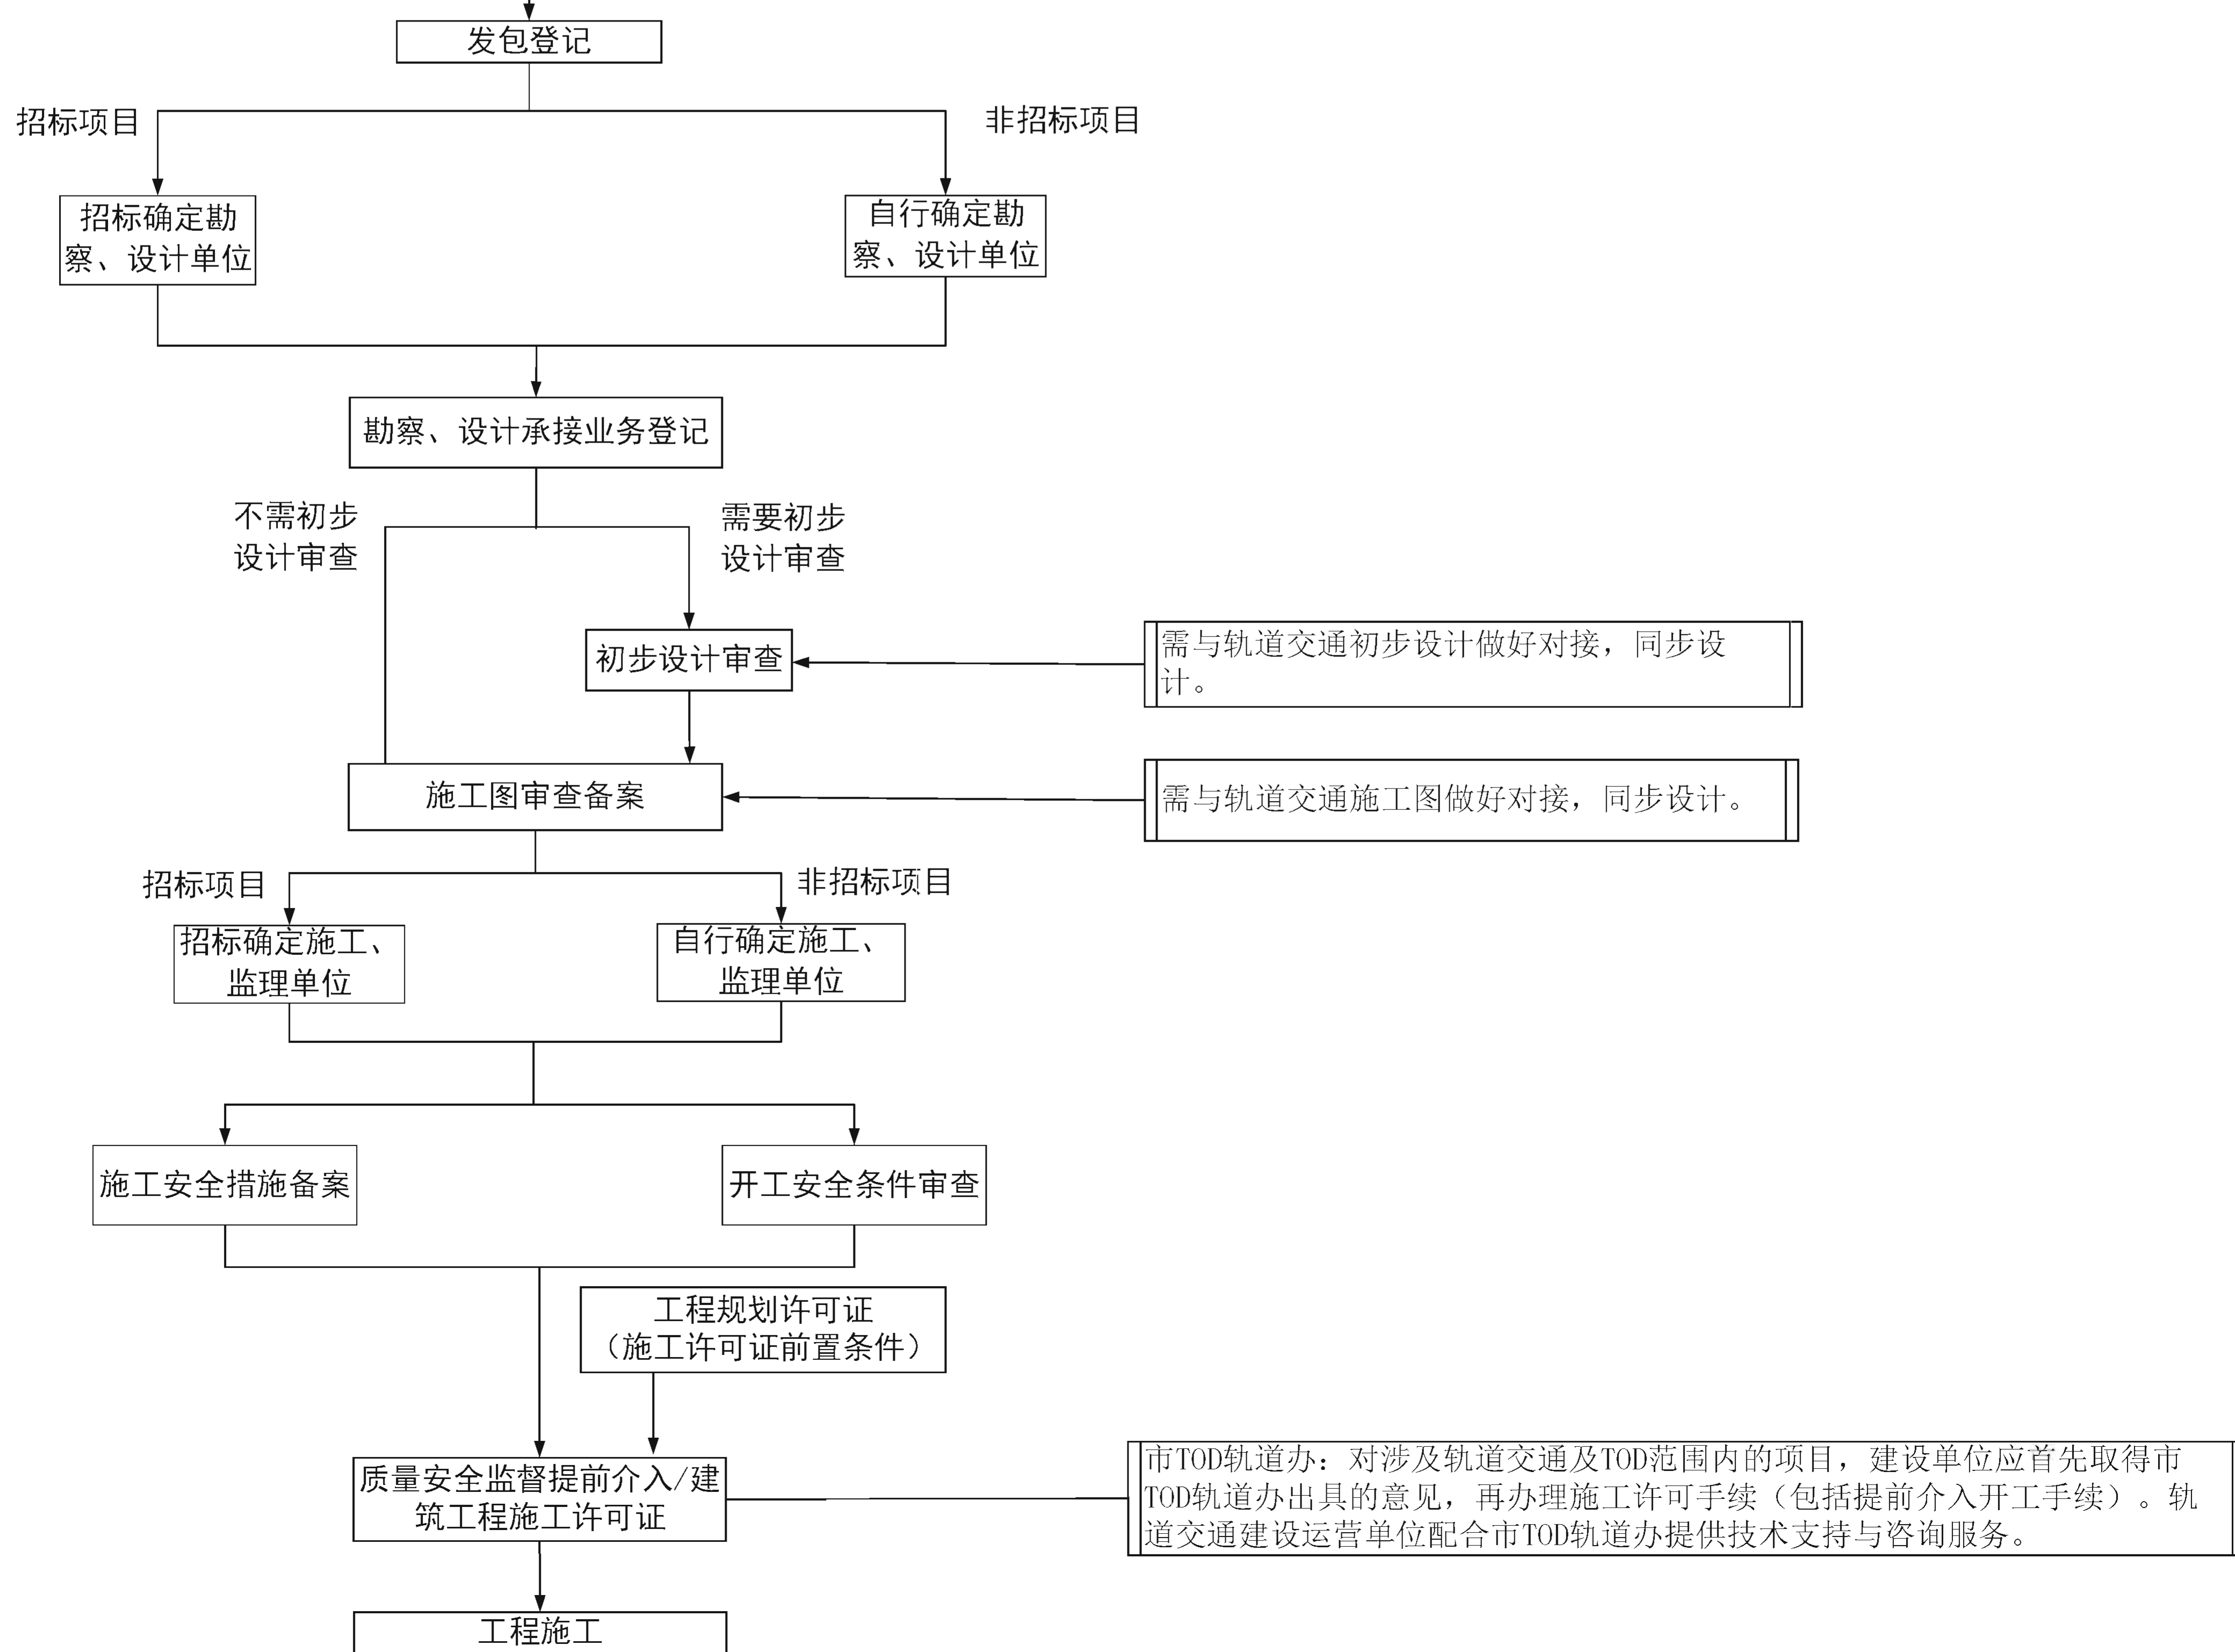 发包登记
招标项目
非招标项目
招标确定勘
察、设计单位
自行确定勘
察、设计单位
勘察、设计承接业务登记
不需初步
设计审查
需要初步
设计审查
初步设计审查
需与轨道交通初步设计做好对接，同步设
计。
施工图审查备案
需与轨道交通施工图做好对接，同步设计。
招标项目
非招标项目
招标确定施工、
监理单位
自行确定施工、
监理单位
施工安全措施备案
开工安全条件审查
工程规划许可证
（施工许可证前置条件）
质量安全监督提前介入/建
筑工程施工许可证
市TOD轨道办：对涉及轨道交通及TOD范围内的项目，建设单位应首先取得市
TOD轨道办出具的意见，再办理施工许可手续（包括提前介入开工手续）。轨
道交通建设运营单位配合市TOD轨道办提供技术支持与咨询服务。
工程施工